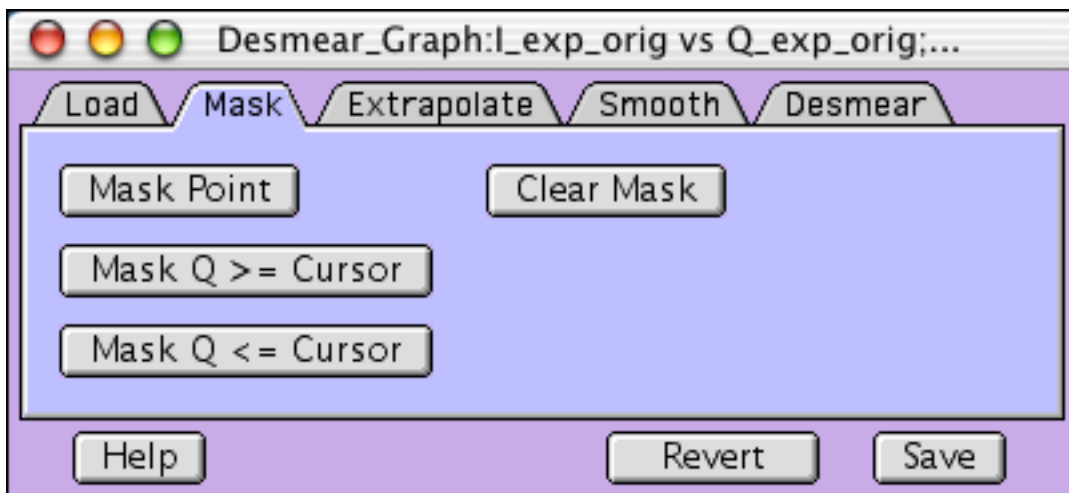 Desmear_Graph:I_exp_orig vs Q_exp_orig;...
Load Mask Extrapolate Smooth Desmear
Mask Point Clear Mask
Mask Q >= Cursor
Mask Q <= Cursor
Help Revert Save